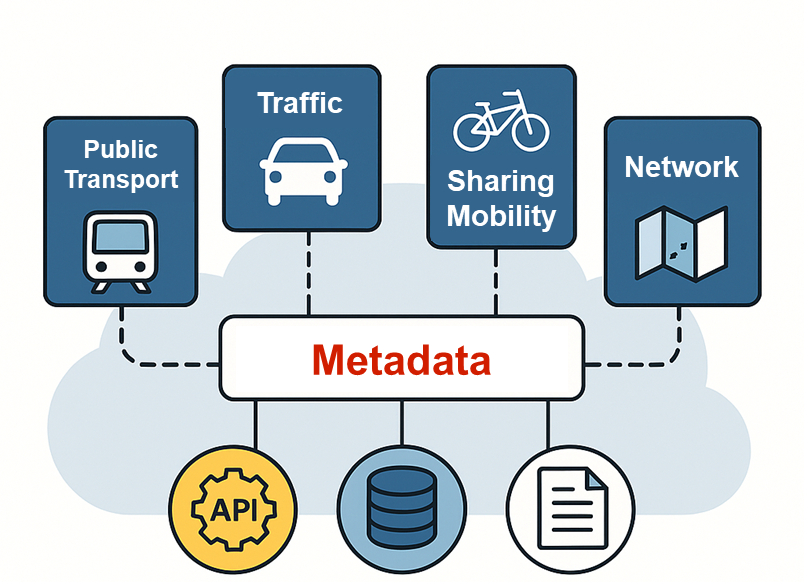 Public
Transport
Traffic
Sharing
Mobility
Network
Metadata
API